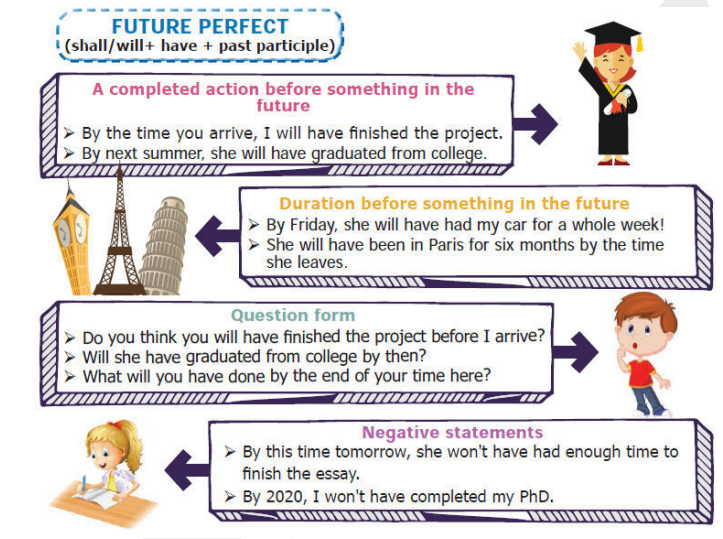 FUTURE PERFECT
(shall/will+ have + past participle)
A completed action before something in the
future
➢ By the time you arrive, I will have finished the project.
➢ By next summer, she will have graduated from college.
Duration before something in the future
➢ By Friday, she will have had my car for a whole week!
➢ She will have been in Paris for six months by the time
she leaves.
Question form
➢ Do you think you will have finished the project before I arrive?
➢ Will she have graduated from college by then?
➢ What will you have done by the end of your time here?
Negative statements
➢ By this time tomorrow, she won't have had enough time to
finish the essay.
➢ By 2020, I won't have completed my PhD.